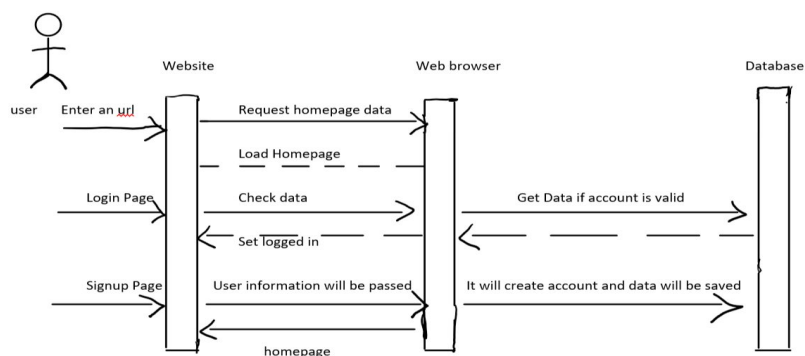 Website
Web browser
Database
user
Enter an url
Request homepage data
Load Homepage
Login Page
Check data
Get Data if account is valid
Set logged in
Signup Page
User information will be passed
It will create account and data will be saved
homepage